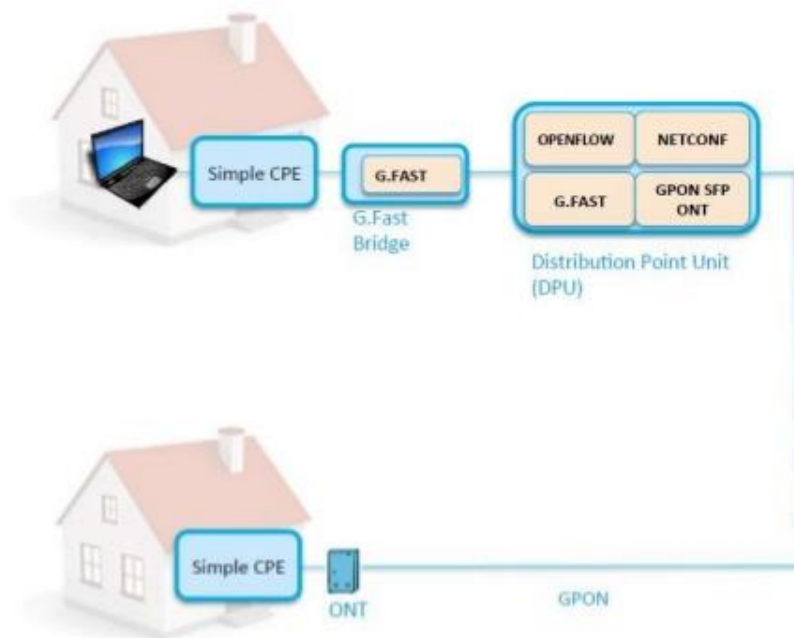 Simple CPE
G.FAST
G.Fast
Bridge
OPENFLOW
NETCONF
G.FAST
GPON SFP
ONT
Distribution Point Unit
(DPU)
Simple CPE
ONT
GPON